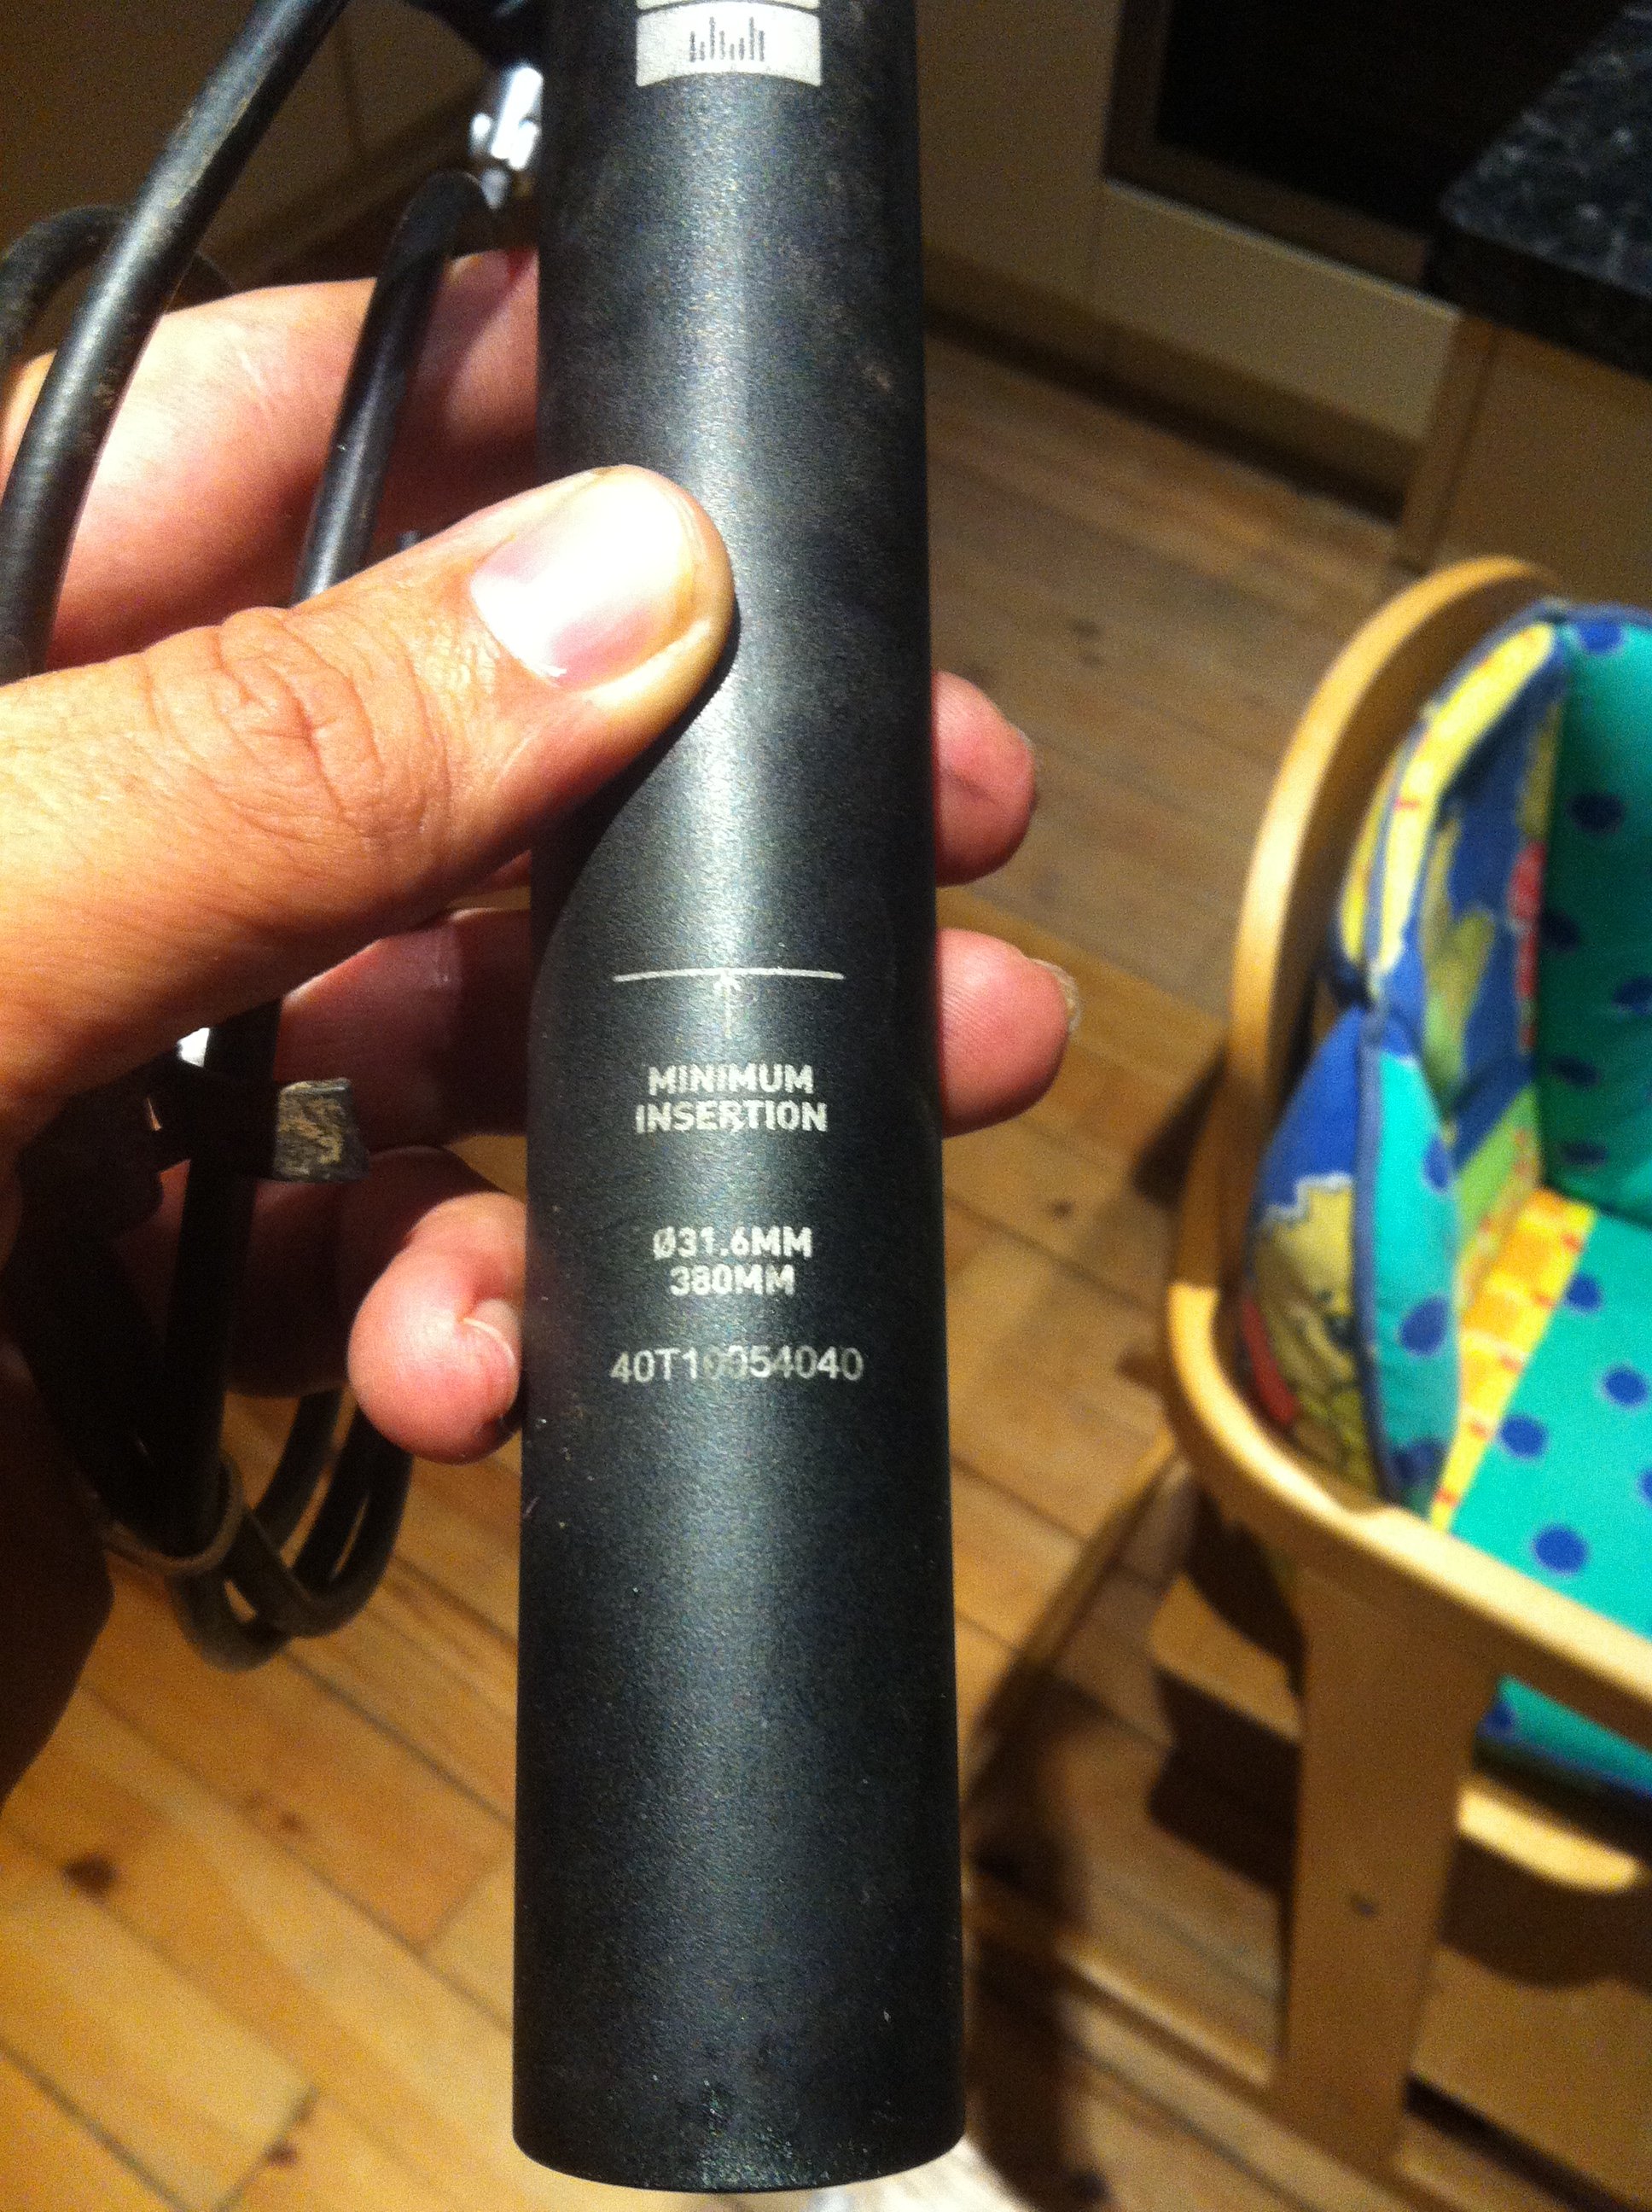 MINIMUM
INSERTION
Ø31.6MM
380MM
40T10054040